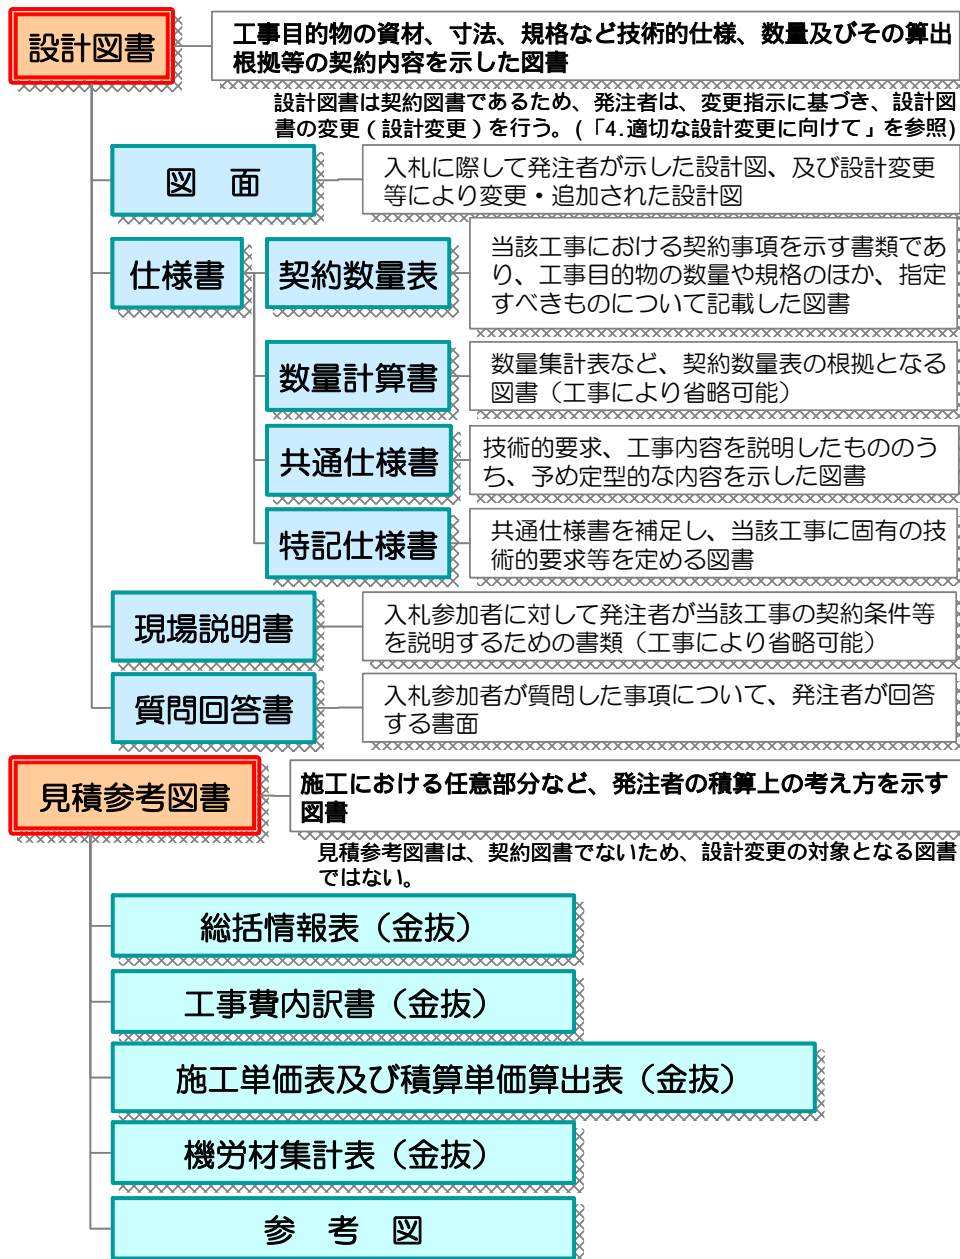 設計図書
工事目的物の資材、寸法、規格など技術的仕様、数量及びその算出
根拠等の契約内容を示した図書
設計図書は契約図書であるため、発注者は、変更指示に基づき、設計図
書の変更（設計変更）を行う。(「4.適切な設計変更に向けて」を参照)
図　面
入札に際して発注者が示した設計図、及び設計変更
等により変更・追加された設計図
仕様書
契約数量表
当該工事における契約事項を示す書類であ
り、工事目的物の数量や規格のほか、指定
すべきものについて記載した図書
数量計算書
数量集計表など、契約数量表の根拠となる
図書（工事により省略可能）
共通仕様書
技術的要求、工事内容を説明したもののう
ち、予め定型的な内容を示した図書
特記仕様書
共通仕様書を補足し、当該工事に固有の技
術的要求等を定める図書
現場説明書
入札参加者に対して発注者が当該工事の契約条件等
を説明するための書類（工事により省略可能）
質問回答書
入札参加者が質問した事項について、発注者が回答
する書面
見積参考図書
施工における任意部分など、発注者の積算上の考え方を示す
図書
見積参考図書は、契約図書でないため、設計変更の対象となる図書
ではない。
総括情報表（金抜）
工事費内訳書（金抜）
施工単価表及び積算単価算出表（金抜）
機労材集計表（金抜）
参　考　図